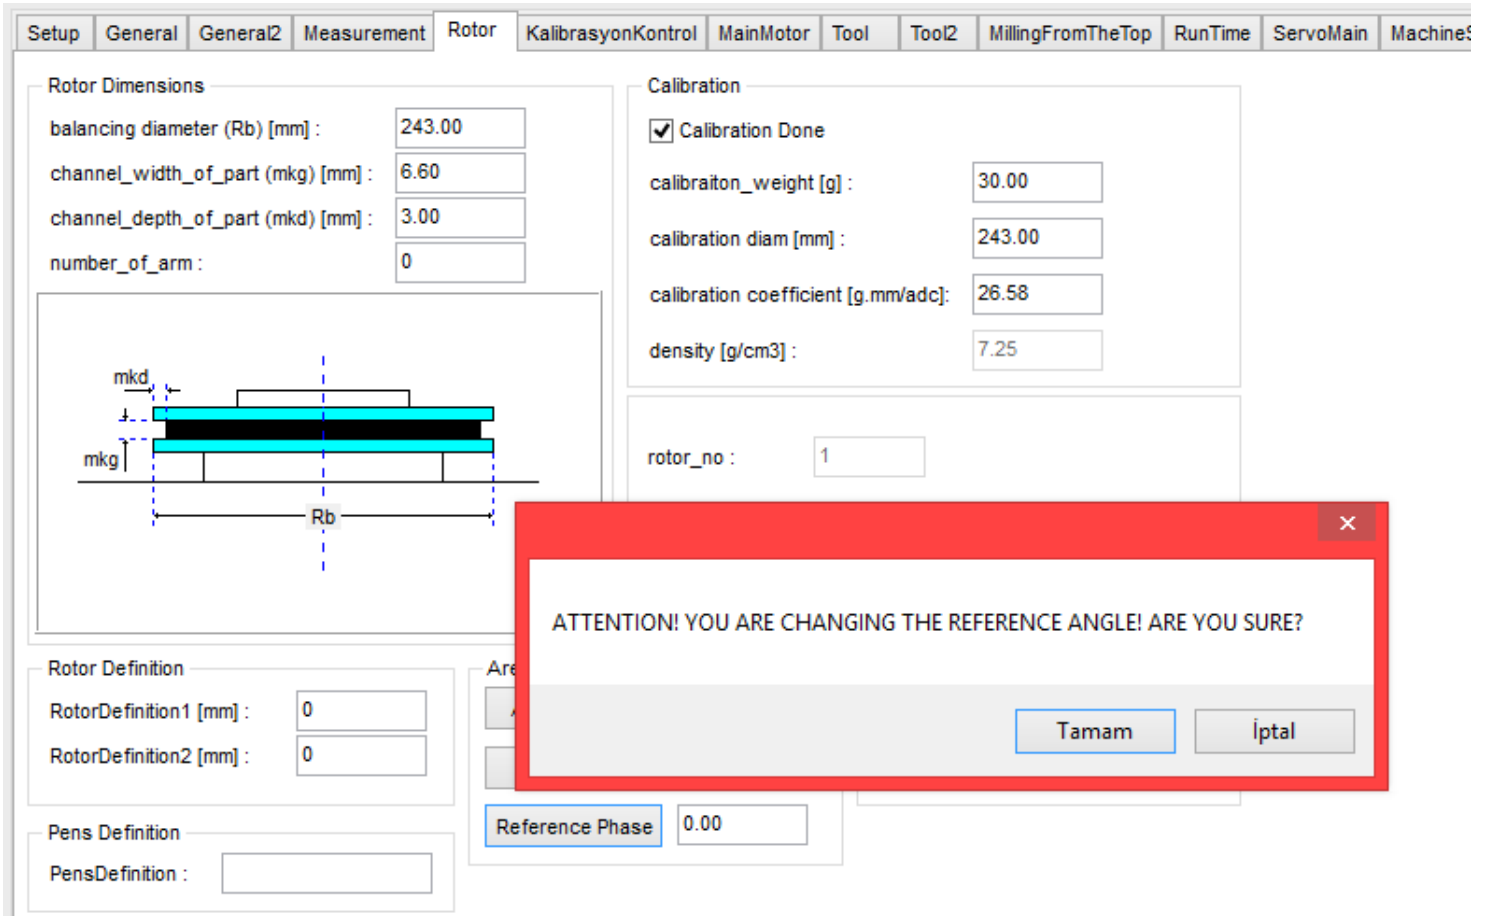 Setup General General2 Measurement Rotor KalibrasyonKontrol MainMotor Tool Tool2 MillingFromTheTop RunTime ServoMain MachineS
Rotor Dimensions
balancing diameter (Rb) [mm] : 243.00
channel_width_of_part (mkg) [mm] : 6.60
channel_depth_of_part (mkd) [mm] : 3.00
number_of_arm : 0
mkd
mkg
Rb
Calibration
Calibration Done
calibraiton_weight [g] : 30.00
calibration diam [mm] : 243.00
calibration coefficient [g.mm/adc]: 26.58
density [g/cm3] : 7.25
rotor_no : 1
ATTENTION! YOU ARE CHANGING THE REFERENCE ANGLE! ARE YOU SURE?
Tamam İptal
Rotor Definition
RotorDefinition1 [mm] : 0
RotorDefinition2 [mm] : 0
Are
Reference Phase 0.00
Pens Definition
PensDefinition :